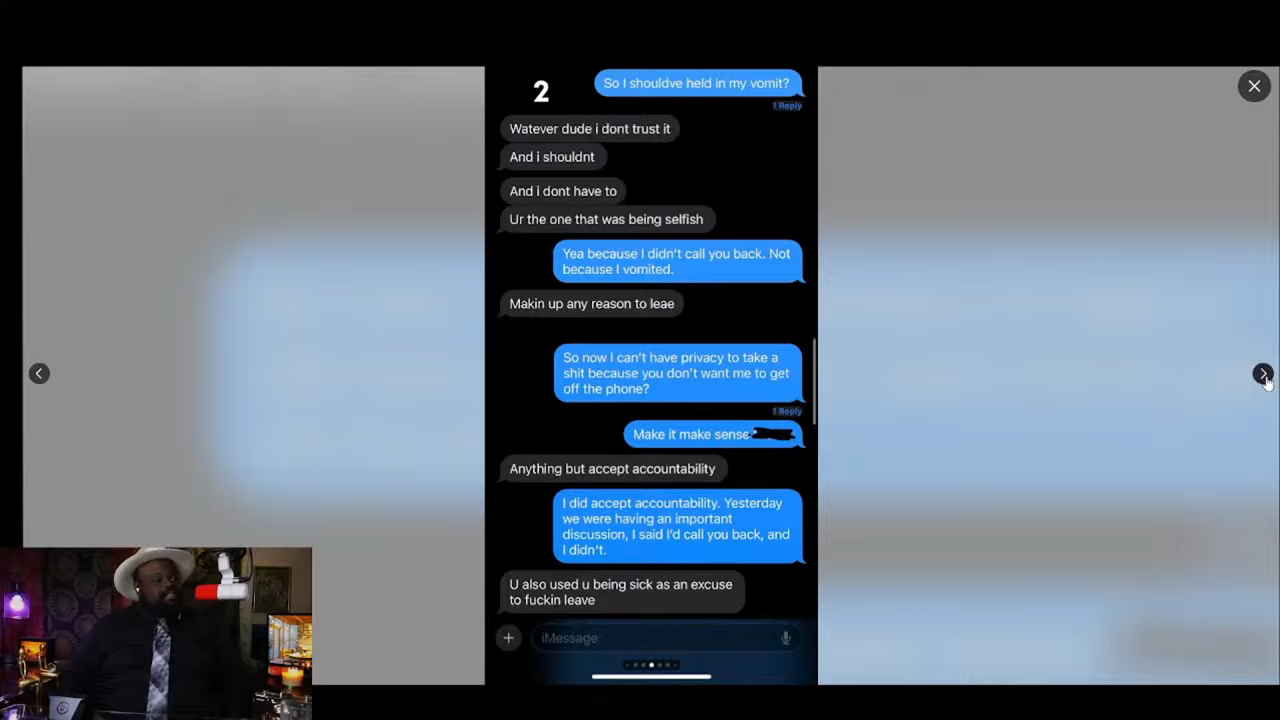 2
So I shouldve held in my vomit?
1 Reply
Watever dude i dont trust it
And i shouldnt
And i dont have to
Ur the one that was being selfish
Yea because I didn't call you back. Not
because I vomited.
Makin up any reason to leae
So now I can't have privacy to take a
shit because you don't want me to get
off the phone?
1 Reply
Make it make sense
Anything but accept accountability
I did accept accountability. Yesterday
we were having an important
discussion, I said I'd call you back, and
I didn't.
U also used u being sick as an excuse
to fuckin leave
iMessage